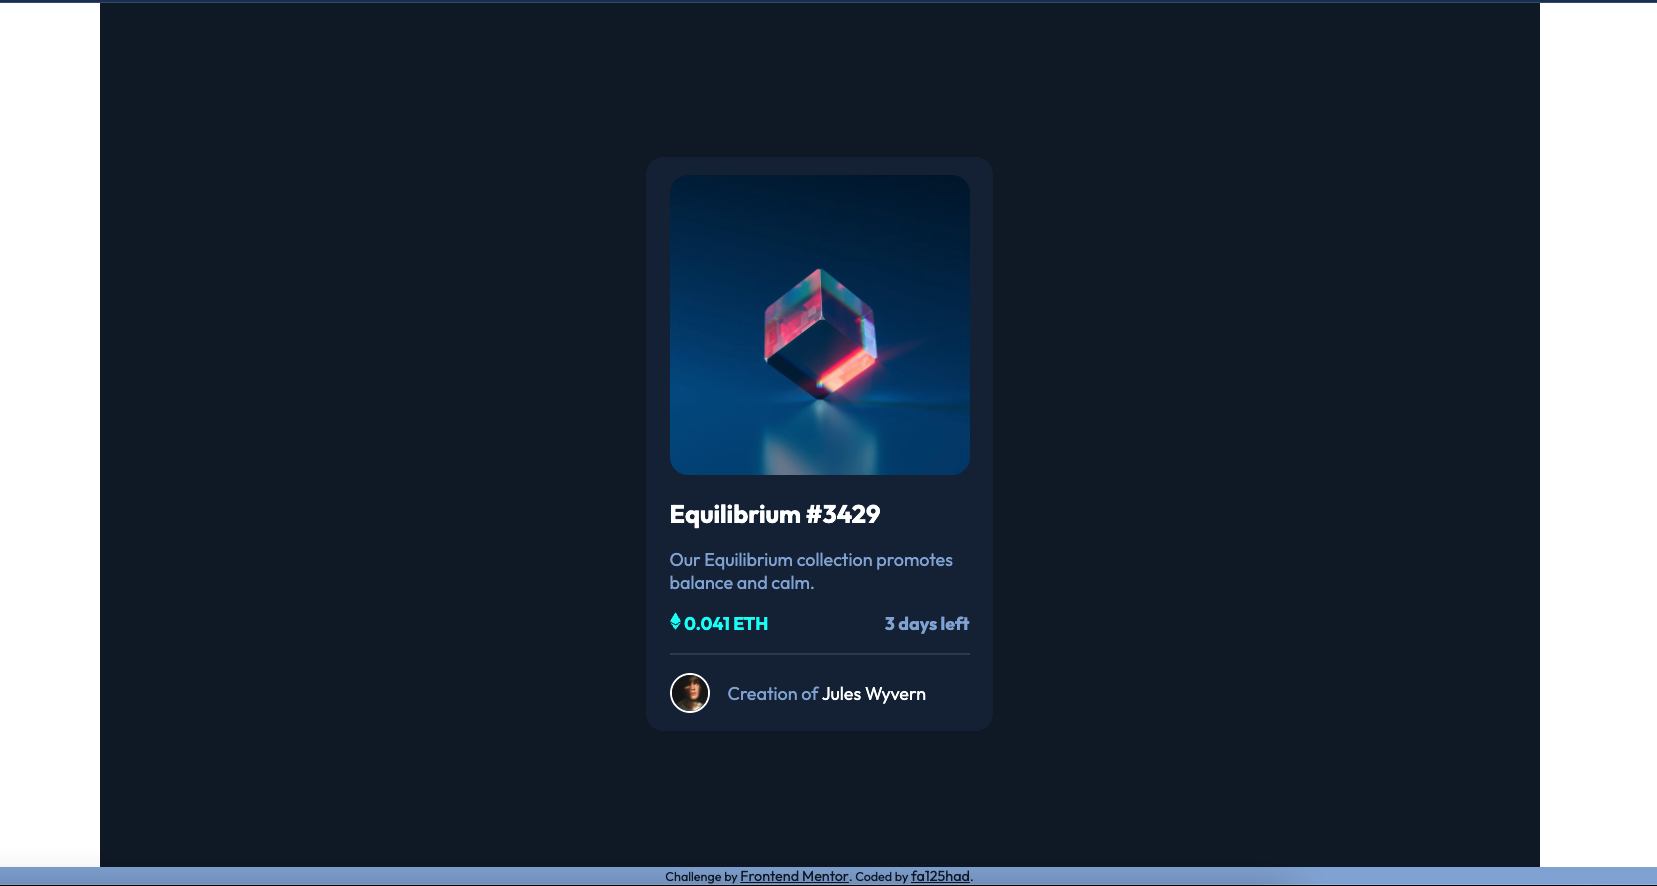 Equilibrium #3429
Our Equilibrium collection promotes
balance and calm.
0.041 ETH
3 days left
Creation of Jules Wyvern
Challenge by Frontend Mentor. Coded by fa125had.